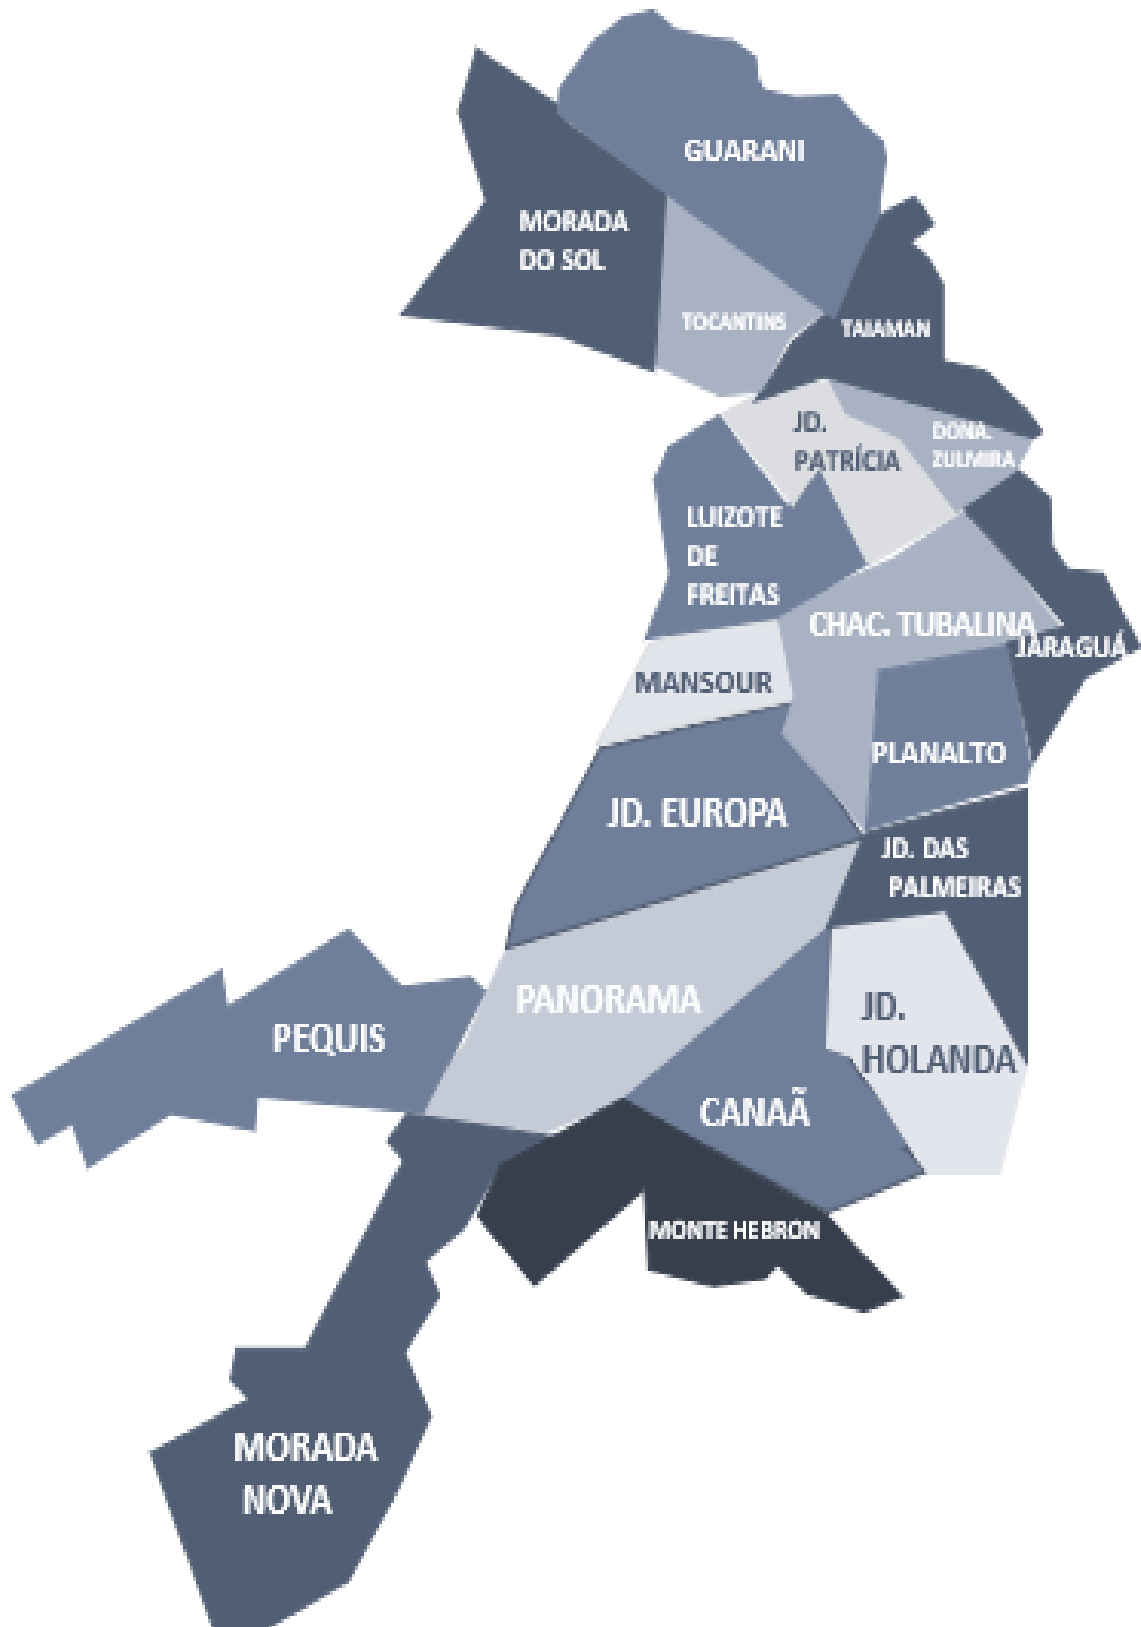 GUARANI
MORADA
DO SOL
TOCANTINS
TAIAMAN
JD.
PATRÍCIA
DONA.
ZULMIRA
LUIZOTE
DE
FREITAS
CHAC. TUBALINA
JARAGUÁ
MANSOUR
PLANALTO
JD. EUROPA
JD. DAS
PALMEIRAS
PANORAMA
JD.
HOLANDA
PEQUIS
CANAÃ
MONTE HEBRON
MORADA
NOVA